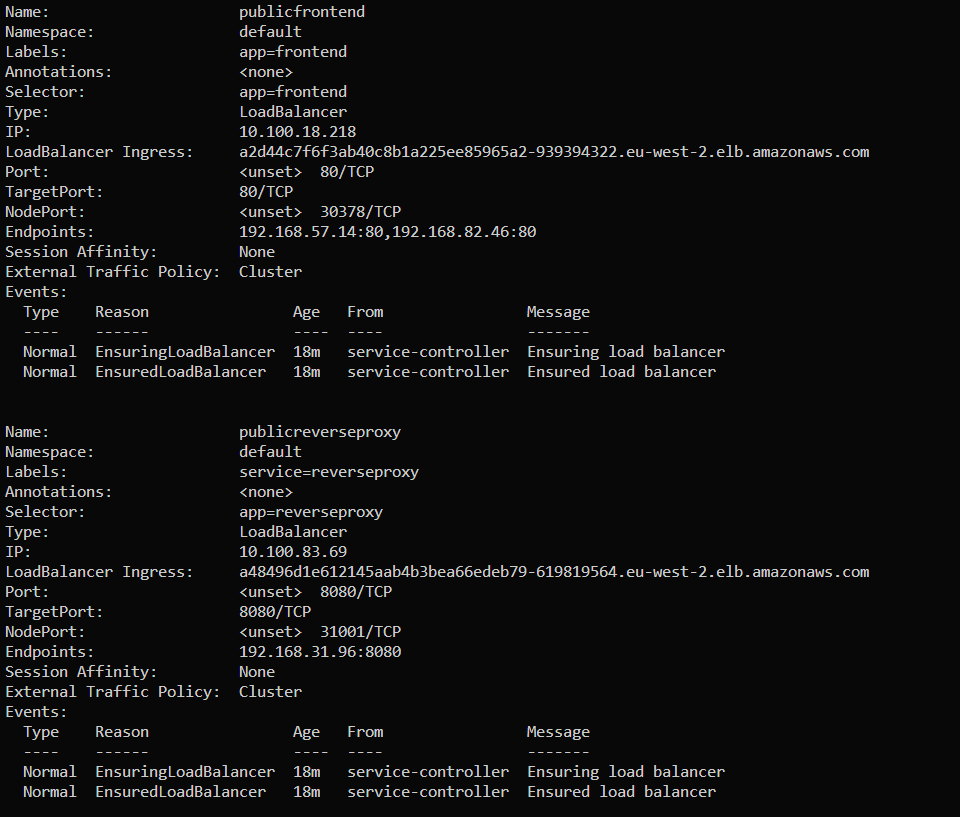 Name:                     publicfrontend
Namespace:                default
Labels:                   app=frontend
Annotations:              <none>
Selector:                 app=frontend
Type:                     LoadBalancer
IP:                       10.100.18.218
LoadBalancer Ingress:     a2d44c7f6f3ab40c8b1a225ee85965a2-939394322.eu-west-2.elb.amazonaws.com
Port:                     <unset>  80/TCP
TargetPort:               80/TCP
NodePort:                 <unset>  30378/TCP
Endpoints:                192.168.57.14:80,192.168.82.46:80
Session Affinity:         None
External Traffic Policy:  Cluster
Events:
  Type    Reason                Age   From                Message
  ----    ------                ----  ----                -------
  Normal  EnsuringLoadBalancer  18m   service-controller  Ensuring load balancer
  Normal  EnsuredLoadBalancer   18m   service-controller  Ensured load balancer
Name:                     publicreverseproxy
Namespace:                default
Labels:                   service=reverseproxy
Annotations:              <none>
Selector:                 app=reverseproxy
Type:                     LoadBalancer
IP:                       10.100.83.69
LoadBalancer Ingress:     a48496d1e612145aab4b3bea66edeb79-619819564.eu-west-2.elb.amazonaws.com
Port:                     <unset>  8080/TCP
TargetPort:               8080/TCP
NodePort:                 <unset>  31001/TCP
Endpoints:                192.168.31.96:8080
Session Affinity:         None
External Traffic Policy:  Cluster
Events:
  Type    Reason                Age   From                Message
  ----    ------                ----  ----                -------
  Normal  EnsuringLoadBalancer  18m   service-controller  Ensuring load balancer
  Normal  EnsuredLoadBalancer   18m   service-controller  Ensured load balancer